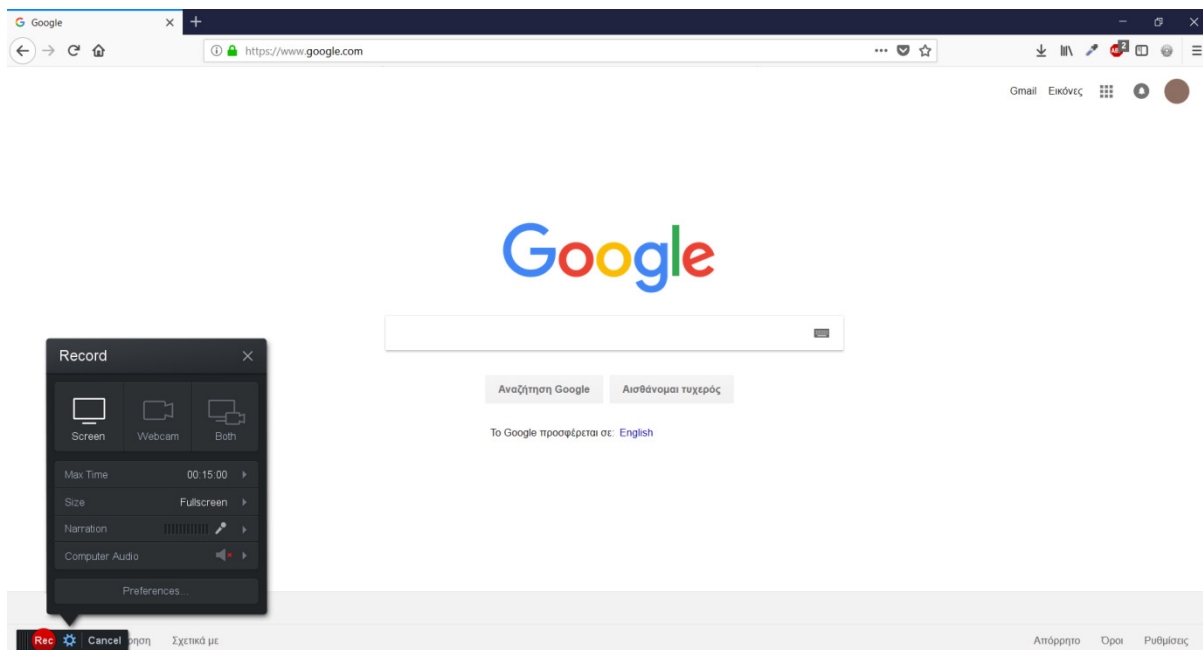 Google
https://www.google.com
2
Gmail Εικόνες
Google
Αναζήτηση Google Αισθάνομαι τυχερός
Το Google προσφέρεται σε: English
Record
Screen Webcam Both
Max Time 00:15:00
Size Fullscreen
Narration
Computer Audio
Preferences...
Rec Cancel
Σχετικά με
Απόρρητο Όροι Ρυθμίσεις